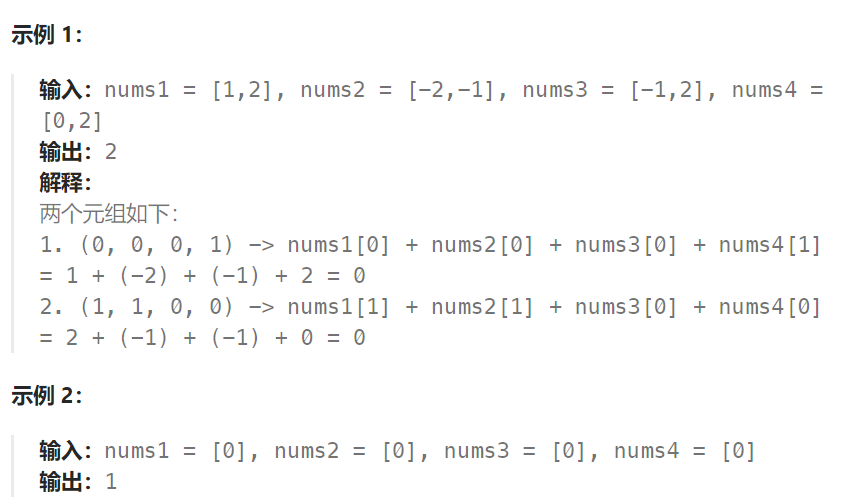 示例 1：
输入：nums1 = [1,2], nums2 = [-2,-1], nums3 = [-1,2], nums4 =
[0,2]
输出：2
解释：
两个元组如下：
1. (0, 0, 0, 1) -> nums1[0] + nums2[0] + nums3[0] + nums4[1]
= 1 + (-2) + (-1) + 2 = 0
2. (1, 1, 0, 0) -> nums1[1] + nums2[1] + nums3[0] + nums4[0]
= 2 + (-1) + (-1) + 0 = 0
示例 2：
输入：nums1 = [0], nums2 = [0], nums3 = [0], nums4 = [0]
输出：1